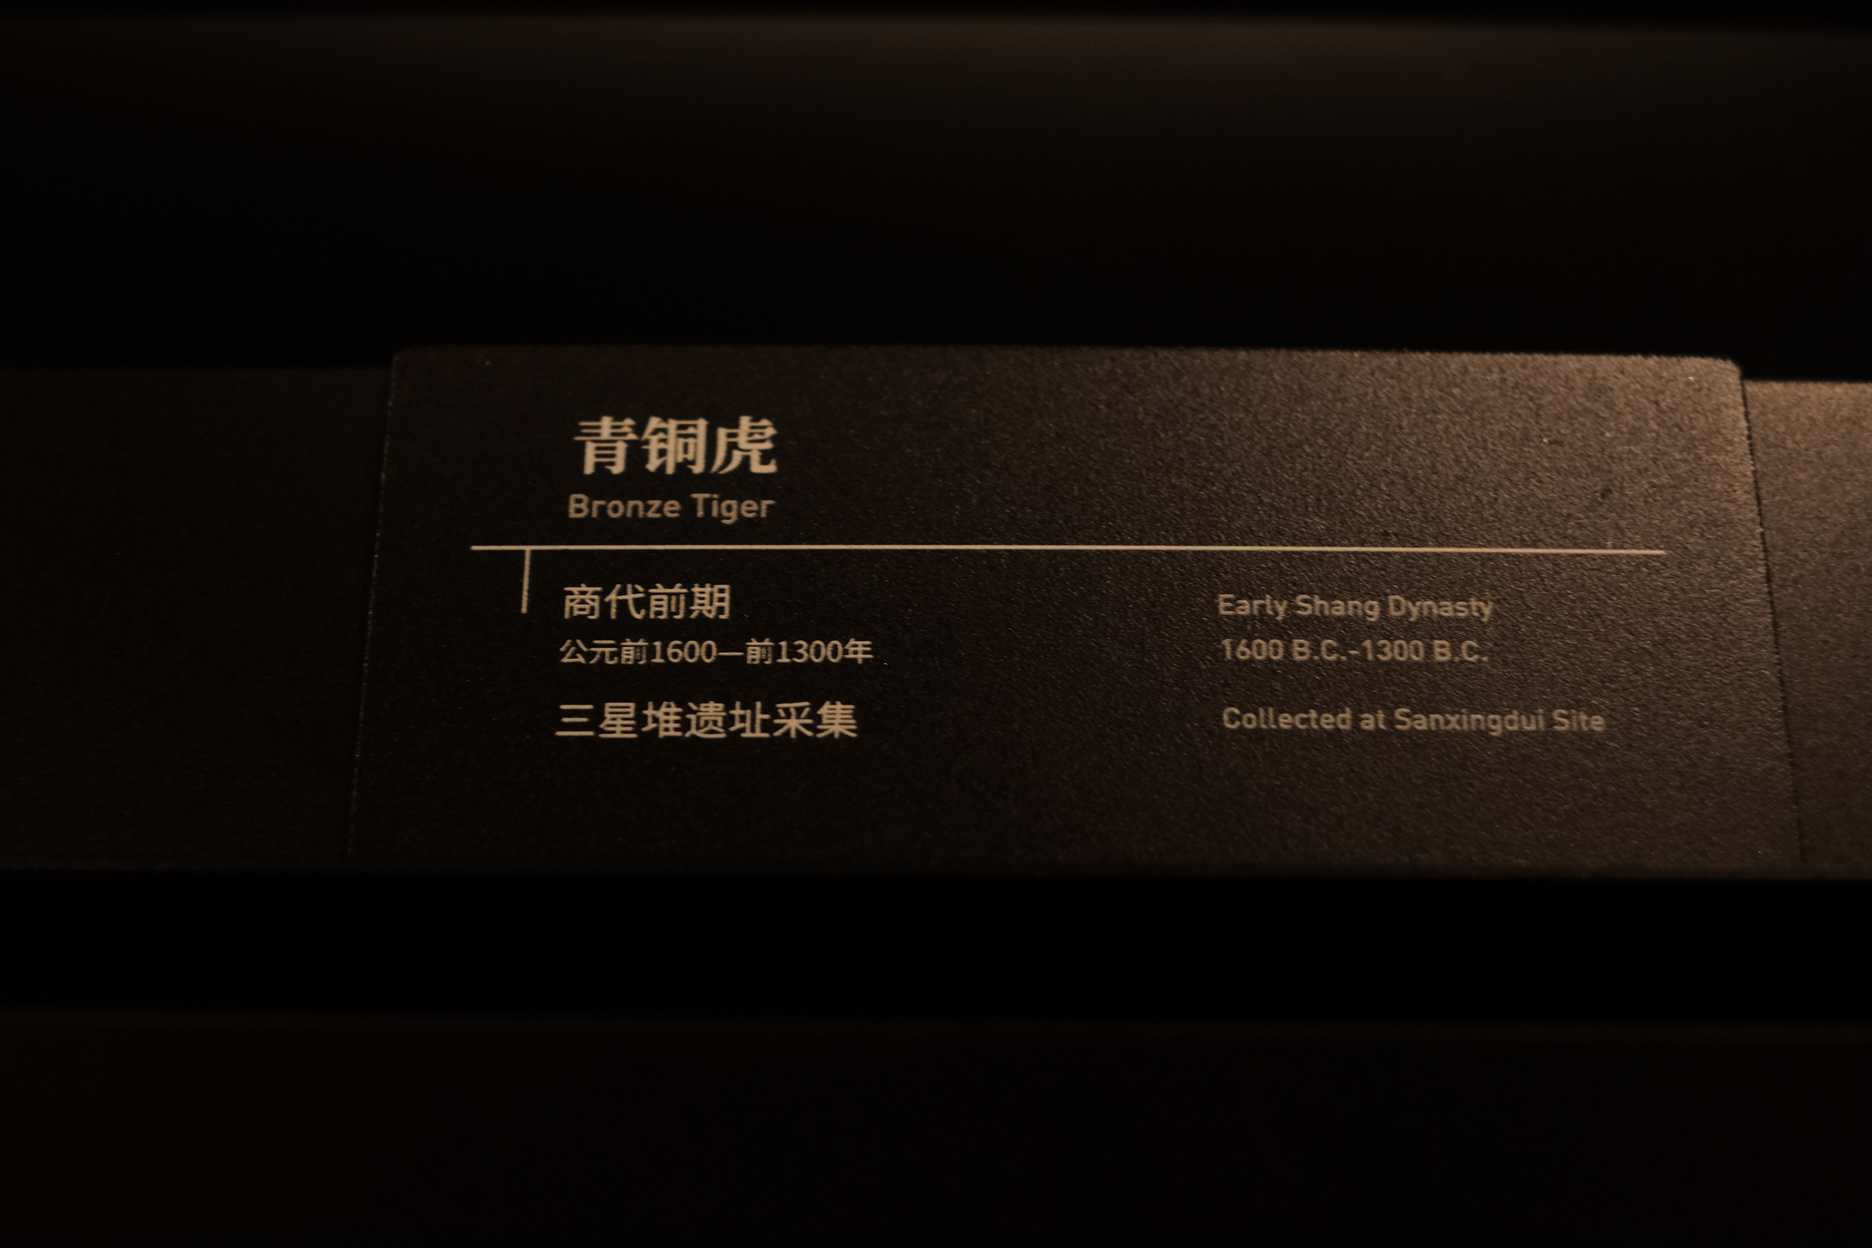 青铜虎
Bronze Tiger
商代前期
公元前1600—前1300年
三星堆遗址采集
Early Shang Dynasty
1600 B.C.-1300 B.C.
Collected at Sanxingdui Site